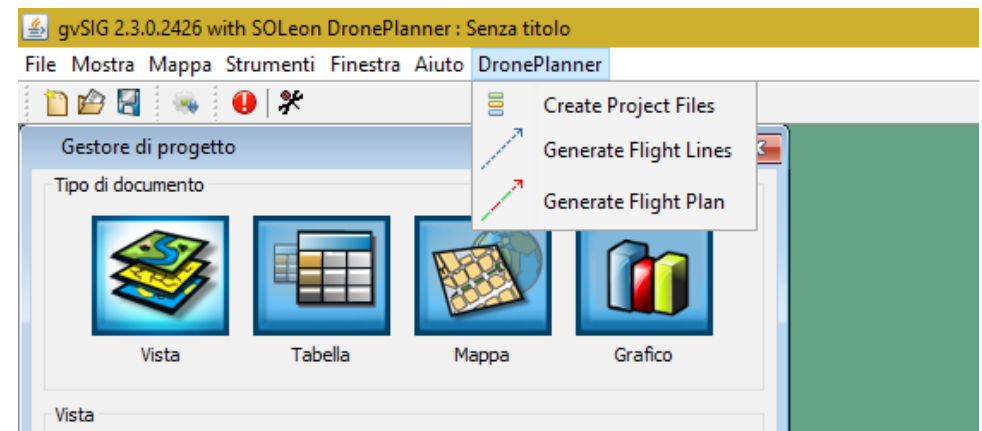 gvSIG 2.3.0.2426 with SOLeon DronePlanner : Senza titolo
File Mostra Mappa Strumenti Finestra Aiuto DronePlanner
Create Project Files
Generate Flight Lines
Generate Flight Plan
Gestore di progetto
Tipo di documento
Vista Tabella Mappa Grafico
Vista